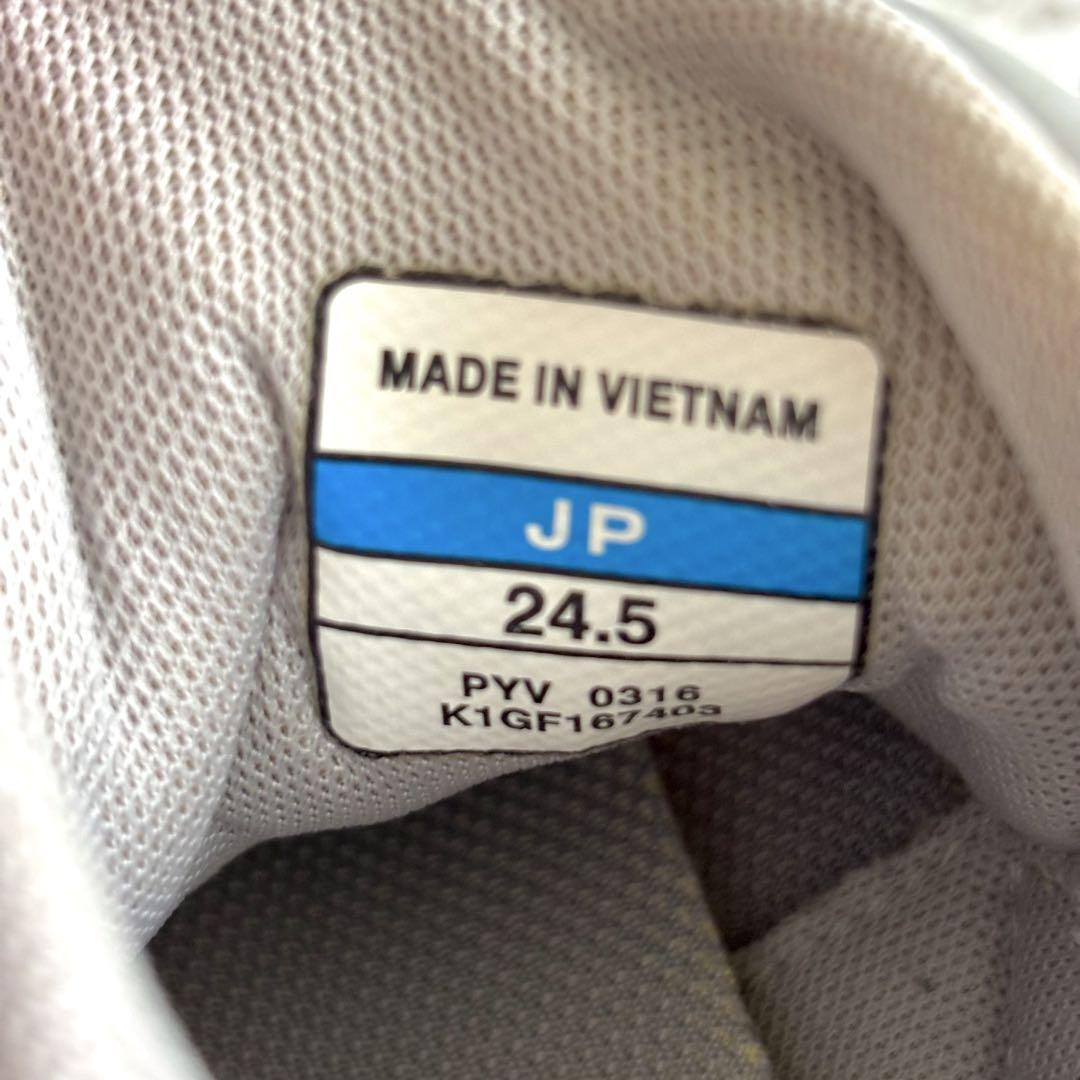 MADE IN VIETNAM
JP
24.5
PYV 0316
K1GF167403